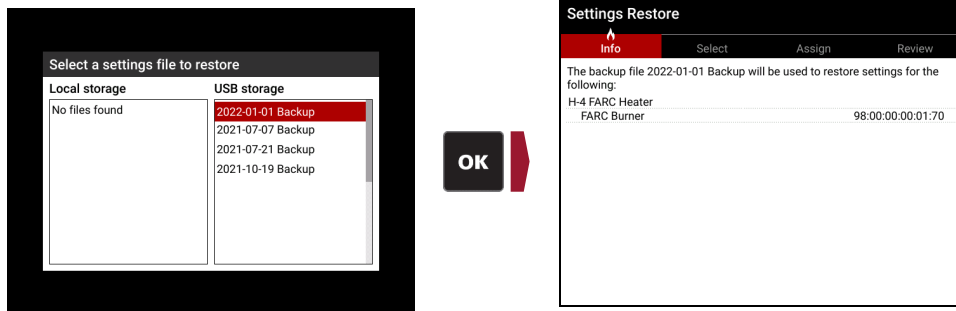 Select a settings file to restore
Local storage
No files found
USB storage
2022-01-01 Backup
2021-07-07 Backup
2021-07-21 Backup
2021-10-19 Backup
OK
Settings Restore
Info Select Assign Review
The backup file 2022-01-01 Backup will be used to restore settings for the
following:
H-4 FARC Heater
FARC Burner 98:00:00:00:01:70